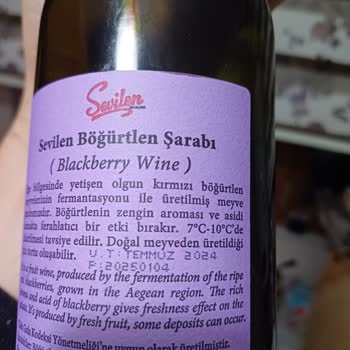 Sevilen
Sevilen Böğürtlen Şarabı
( Blackberry Wine )
bölgesinde yetişen olgun kırmızı böğürtlen
meyvelerinin fermantasyonu ile üretilmiş meyve
Böğürtlenin zengin aroması ve asidi
ferahlatıcı bir etki bırakır. 7°C-10°C'de
tavsiye edilir. Doğal meyveden üretildiği
tortu oluşabilir. U.T:TEMMUZ 2024
P:20250104
is a fruit wine, produced by the fermentation of the ripe
blackberries, grown in the Aegean region. The rich
and acid of blackberry gives freshness effect on the
It's produced by fresh fruit, some deposits can occur.
Gıda Kodeksi Yönetmeliği'ne uygun olarak üretilmiştir.